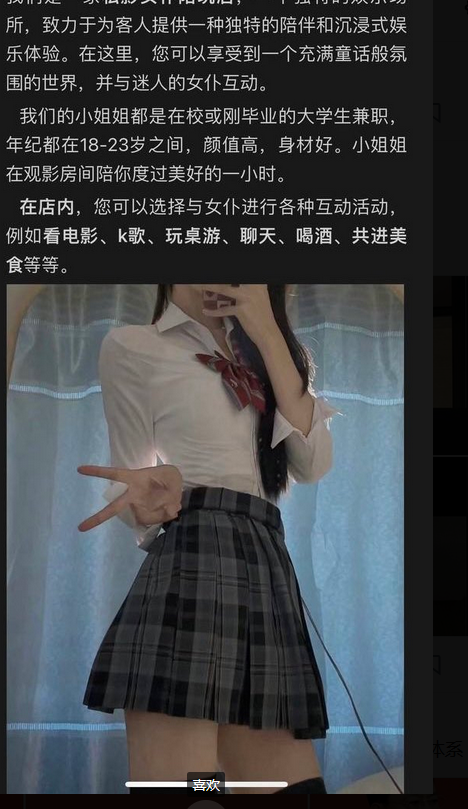 所，致力于为客人提供一种独特的陪伴和沉浸式娱
乐体验。在这里，您可以享受到一个充满童话般氛
围的世界，并与迷人的女仆互动。
我们的小姐姐都是在校或刚毕业的大学生兼职，
年纪都在18-23岁之间，颜值高，身材好。小姐姐
在观影房间陪你度过美好的一小时。
在店内，您可以选择与女仆进行各种互动活动，
例如看电影、k歌、玩桌游、聊天、喝酒、共进美
食等等。
体系
喜欢